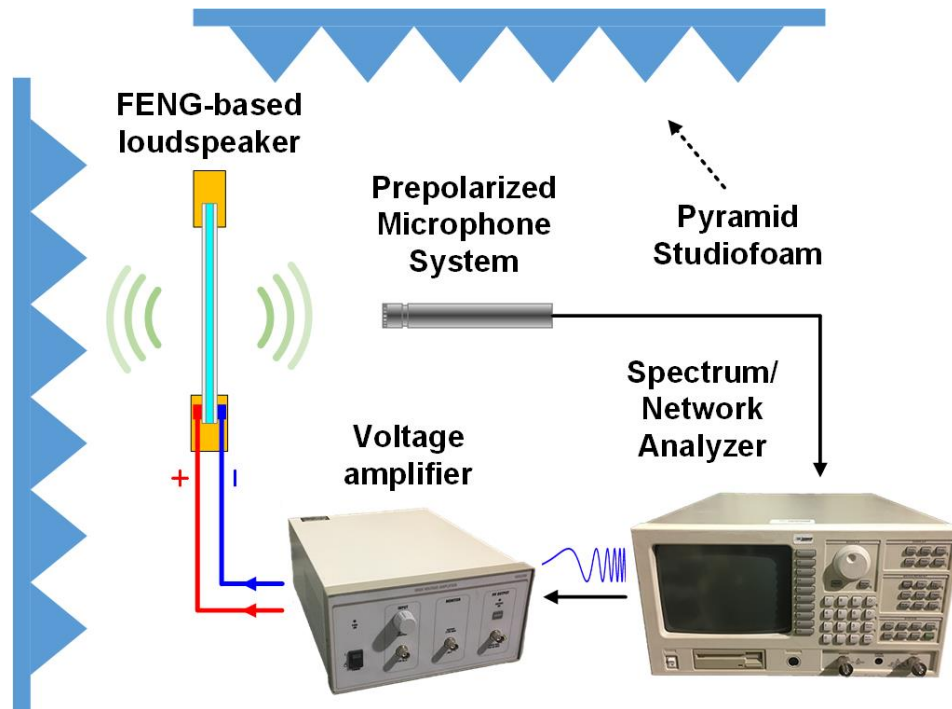 FENG-based
loudspeaker
Prepolarized
Microphone
System
Pyramid
Studiofoam
Spectrum/
Network
Analyzer
Voltage
amplifier
+
−